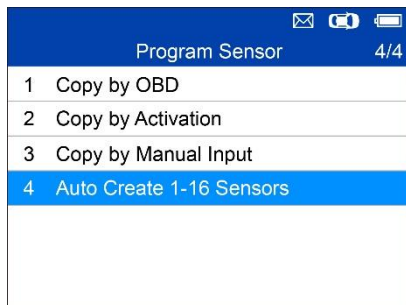 Program Sensor 4/4
1 Copy by OBD
2 Copy by Activation
3 Copy by Manual Input
4 Auto Create 1-16 Sensors